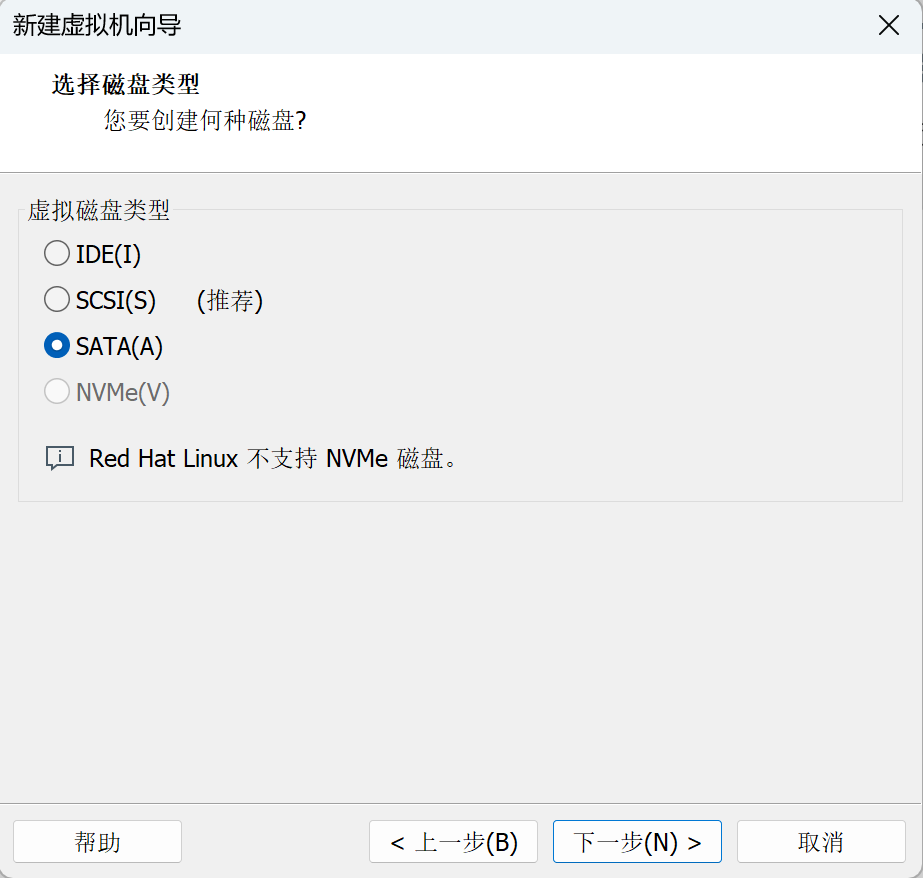 新建虚拟机向导
选择磁盘类型
您要创建何种磁盘?
虚拟磁盘类型
IDE(I)
SCSI(S) (推荐)
SATA(A)
NVMe(V)
Red Hat Linux 不支持 NVMe 磁盘。
帮助 < 上一步(B) 下一步(N) > 取消